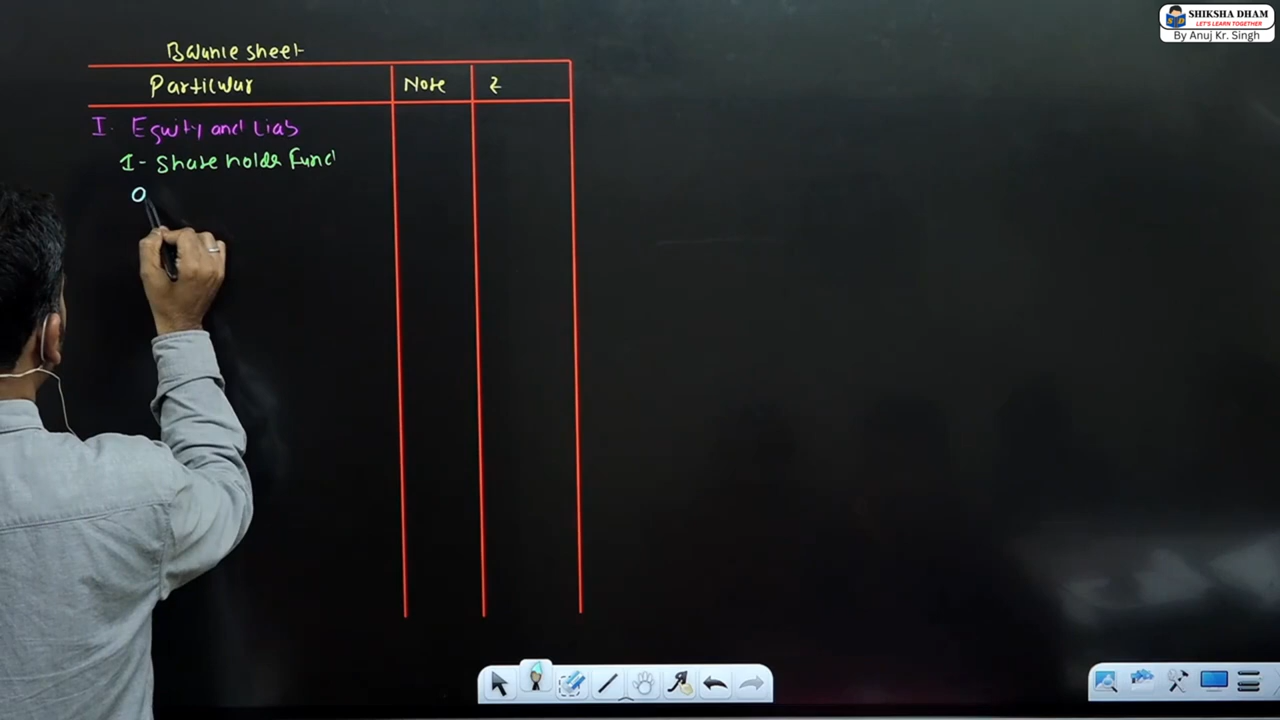 SHIKSHA DHAM
LET'S LEARN TOGETHER
By Anuj Kr. Singh
Balance sheet
Particular Note ₹
I. Equity and Liab
I- Share holder Fund